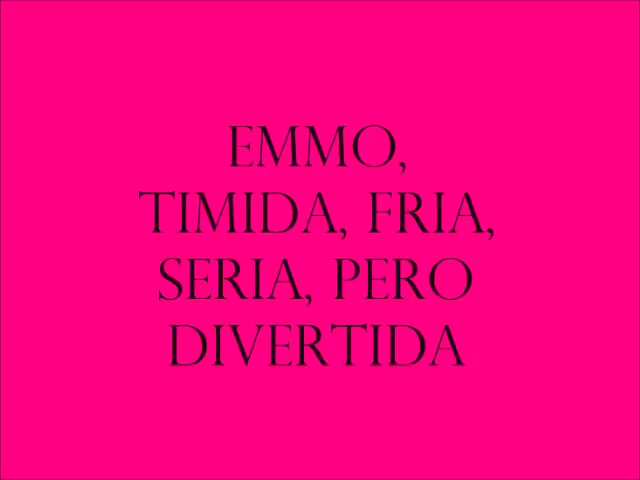 EMMO,
TIMIDA, FRIA,
SERIA, PERO
DIVERTIDA